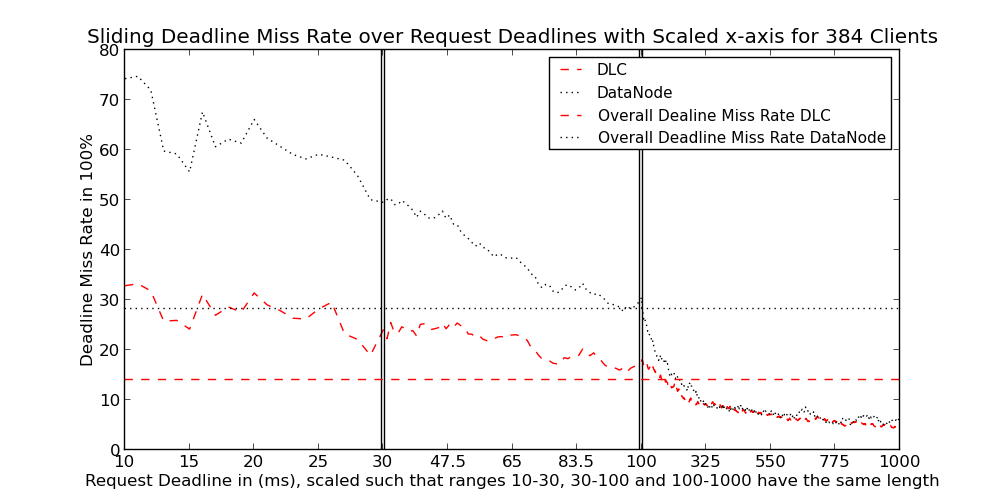 Sliding Deadline Miss Rate over Request Deadlines with Scaled x-axis for 384 Clients
DLC
DataNode
Overall Dealine Miss Rate DLC
Overall Deadline Miss Rate DataNode
Deadline Miss Rate in 100%
80
70
60
50
40
30
20
10
0
10 15 20 25 30 47.5 65 83.5 100 325 550 775 1000
Request Deadline in (ms), scaled such that ranges 10-30, 30-100 and 100-1000 have the same length